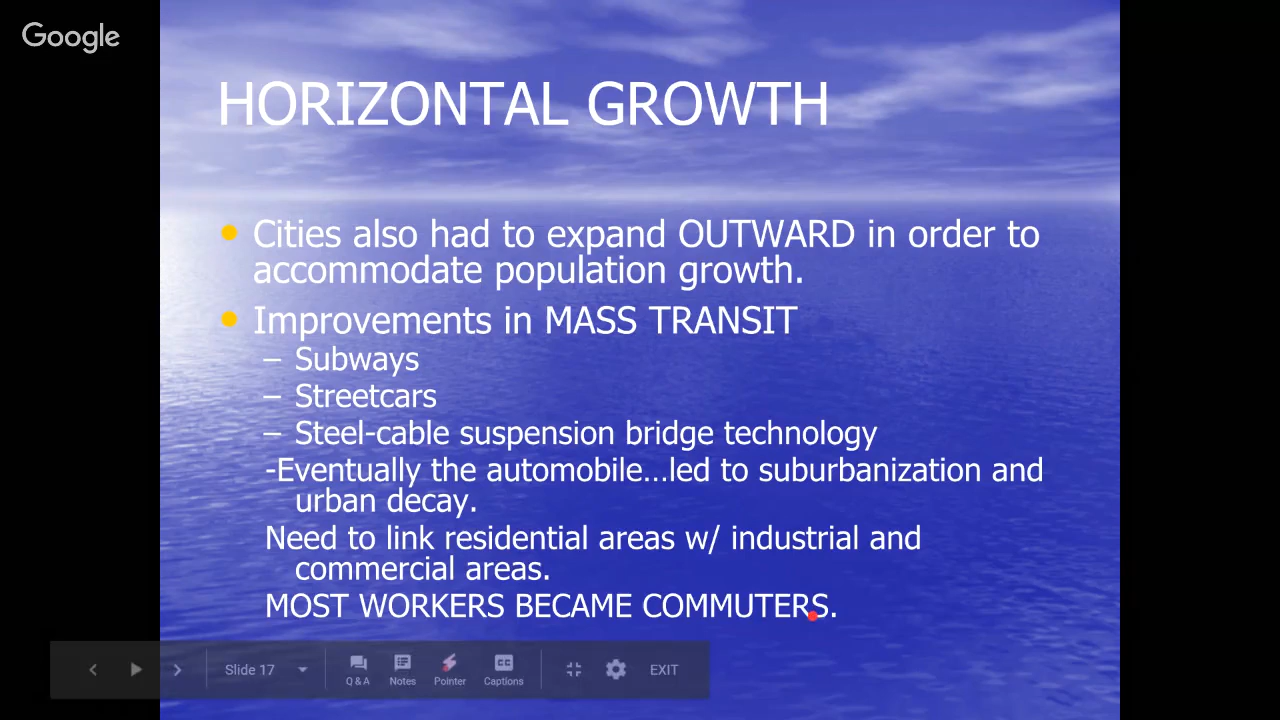 Google
HORIZONTAL GROWTH
Cities also had to expand OUTWARD in order to
accommodate population growth.
Improvements in MASS TRANSIT
– Subways
– Streetcars
– Steel-cable suspension bridge technology
-Eventually the automobile…led to suburbanization and
urban decay.
Need to link residential areas w/ industrial and
commercial areas.
MOST WORKERS BECAME COMMUTERS.
Slide 17
Q & A
Notes
Pointer
CC
Captions
EXIT